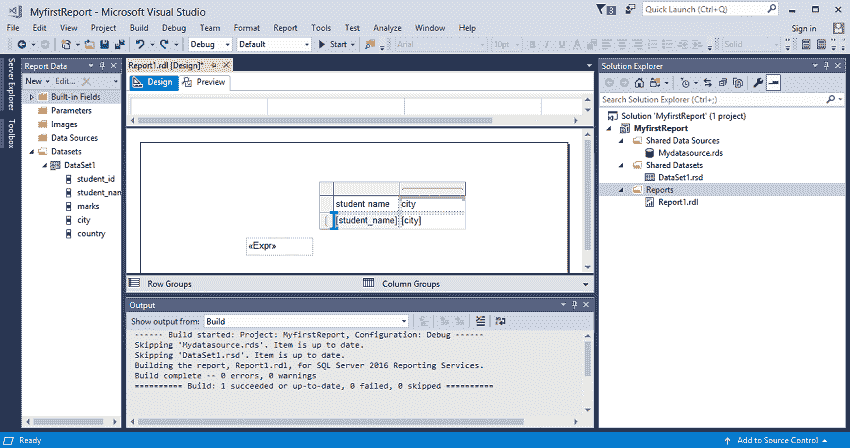 MyfirstReport - Microsoft Visual Studio
8
Quick Launch (Ctrl+Q)
File Edit View Project Build Debug Team Format Report Tools Test Analyze Window Help
Sign in
Debug Default Start Arial 10pt B I U A Solid
Server Explorer
Toolbox
Report Data
New Edit...
Built-in Fields
Parameters
Images
Data Sources
Datasets
DataSet1
student_id
student_nan
marks
city
country
Report1.rdl [Design]*
Design Preview
student name city
[student_name] [city]
«Expr»
Row Groups Column Groups
Output
Show output from: Build
------ Build started: Project: MyfirstReport, Configuration: Debug ------
Skipping 'Mydatasource.rds'. Item is up to date.
Skipping 'DataSet1.rsd'. Item is up to date.
Building the report, Report1.rdl, for SQL Server 2016 Reporting Services.
Build complete -- 0 errors, 0 warnings
========== Build: 1 succeeded or up-to-date, 0 failed, 0 skipped ==========
Solution Explorer
Search Solution Explorer (Ctrl+;)
Solution 'MyfirstReport' (1 project)
MyfirstReport
Shared Data Sources
Mydatasource.rds
Shared Datasets
DataSet1.rsd
Reports
Report1.rdl
Ready
Add to Source Control